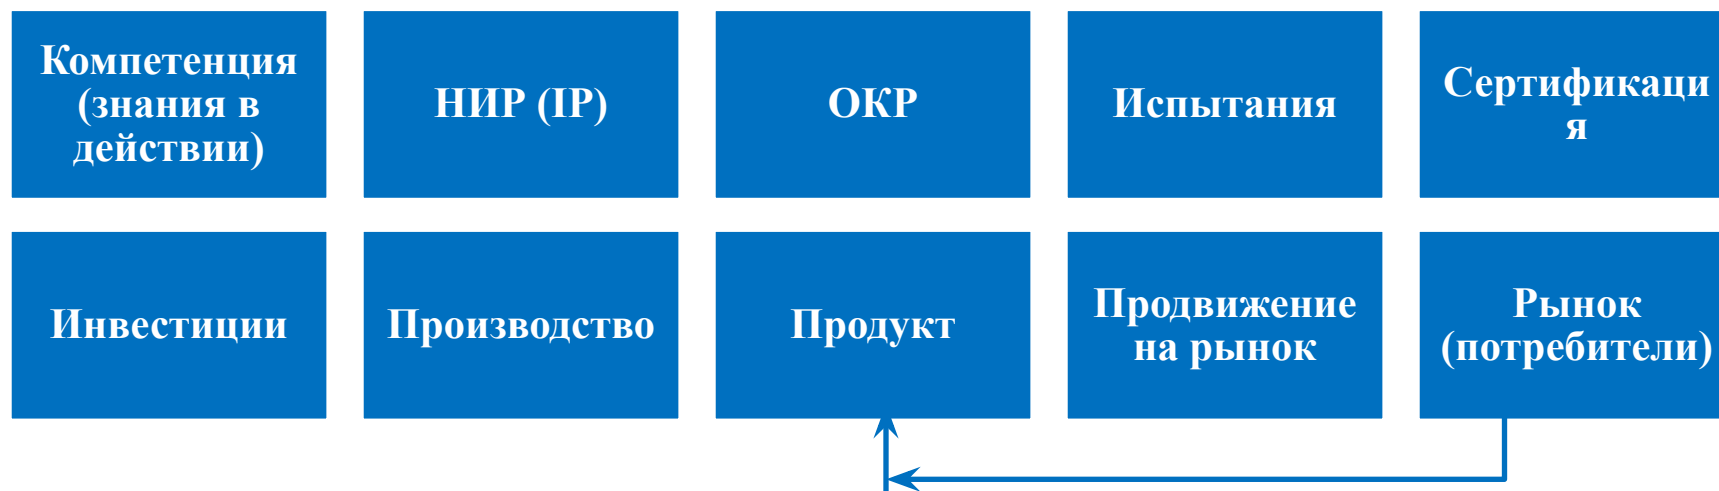 Компетенция
(знания в
действии)
НИР (IP)
ОКР
Испытания
Сертификаци
я
Инвестиции
Производство
Продукт
Продвижение
на рынок
Рынок
(потребители)